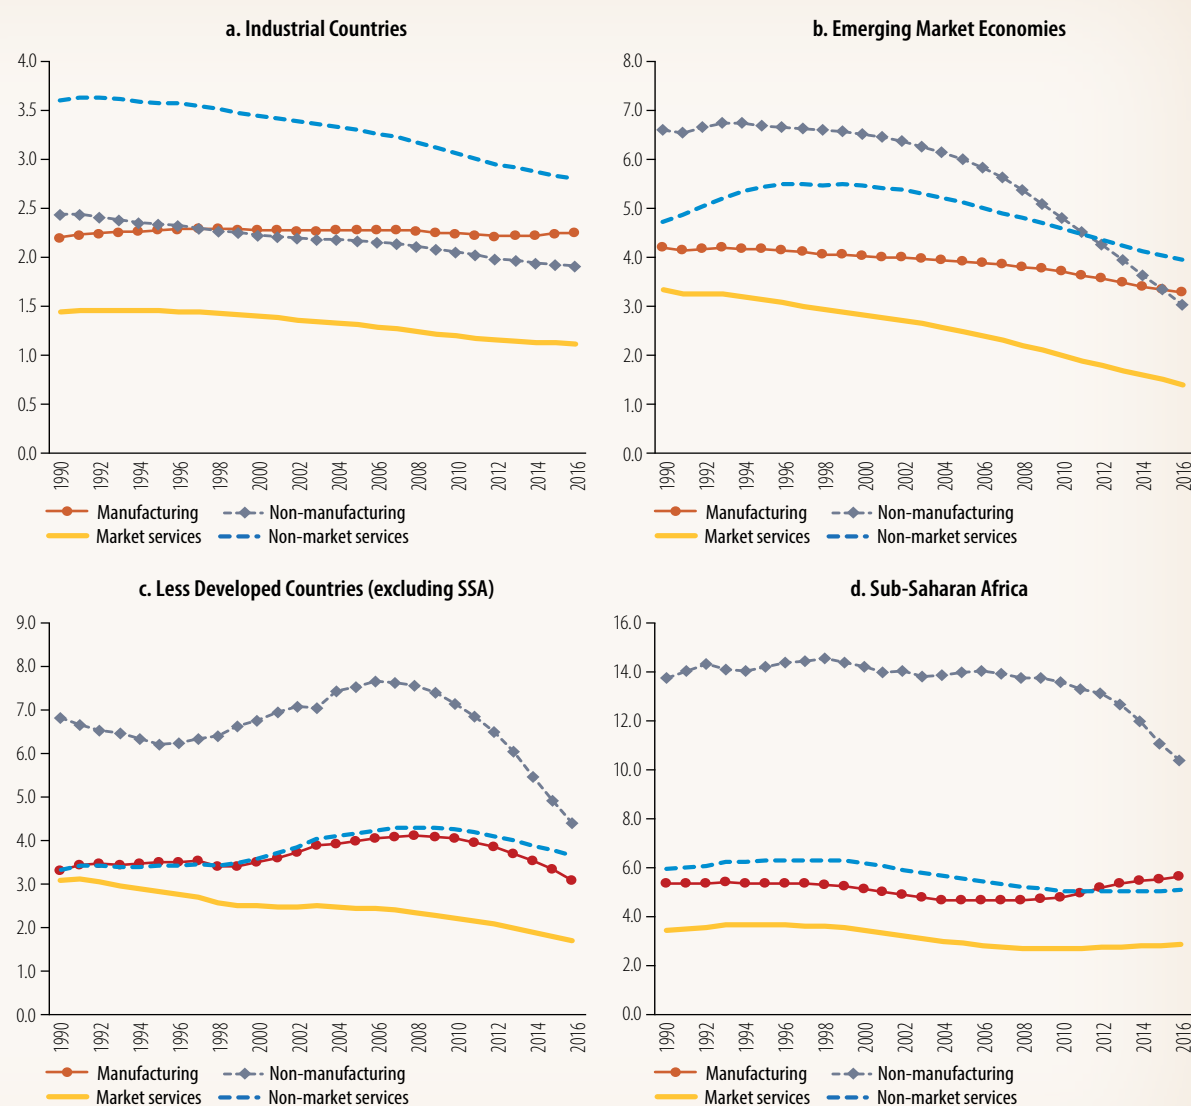 a. Industrial Countries
4.0
3.5
3.0
2.5
2.0
1.5
1.0
0.5
0.0
1990 1992 1994 1996 1998 2000 2002 2004 2006 2008 2010 2012 2014 2016
Manufacturing Non-manufacturing
Market services Non-market services
b. Emerging Market Economies
8.0
7.0
6.0
5.0
4.0
3.0
2.0
1.0
0.0
1990 1992 1994 1996 1998 2000 2002 2004 2006 2008 2010 2012 2014 2016
Manufacturing Non-manufacturing
Market services Non-market services
c. Less Developed Countries (excluding SSA)
9.0
8.0
7.0
6.0
5.0
4.0
3.0
2.0
1.0
0.0
1990 1992 1994 1996 1998 2000 2002 2004 2006 2008 2010 2012 2014 2016
Manufacturing Non-manufacturing
Market services Non-market services
d. Sub-Saharan Africa
16.0
14.0
12.0
10.0
8.0
6.0
4.0
2.0
0.0
1990 1992 1994 1996 1998 2000 2002 2004 2006 2008 2010 2012 2014 2016
Manufacturing Non-manufacturing
Market services Non-market services